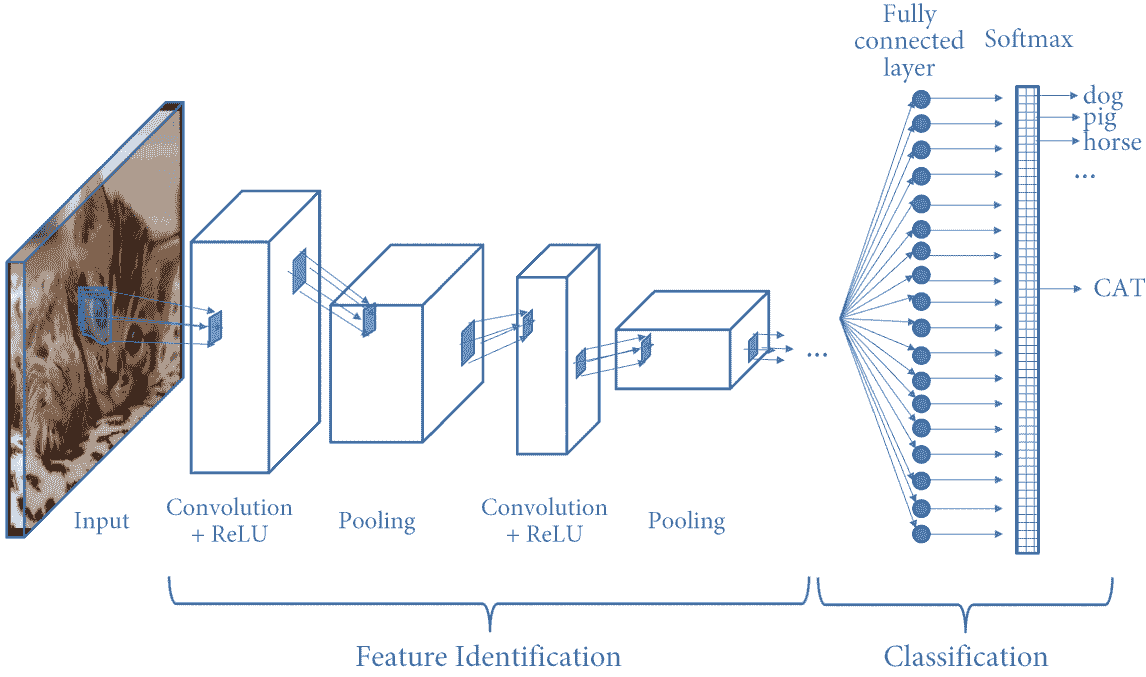 Fully
connected
layer
Softmax
dog
pig
horse
...
CAT
...
Input
Convolution
+ ReLU
Pooling
Convolution
+ ReLU
Pooling
Feature Identification
Classification